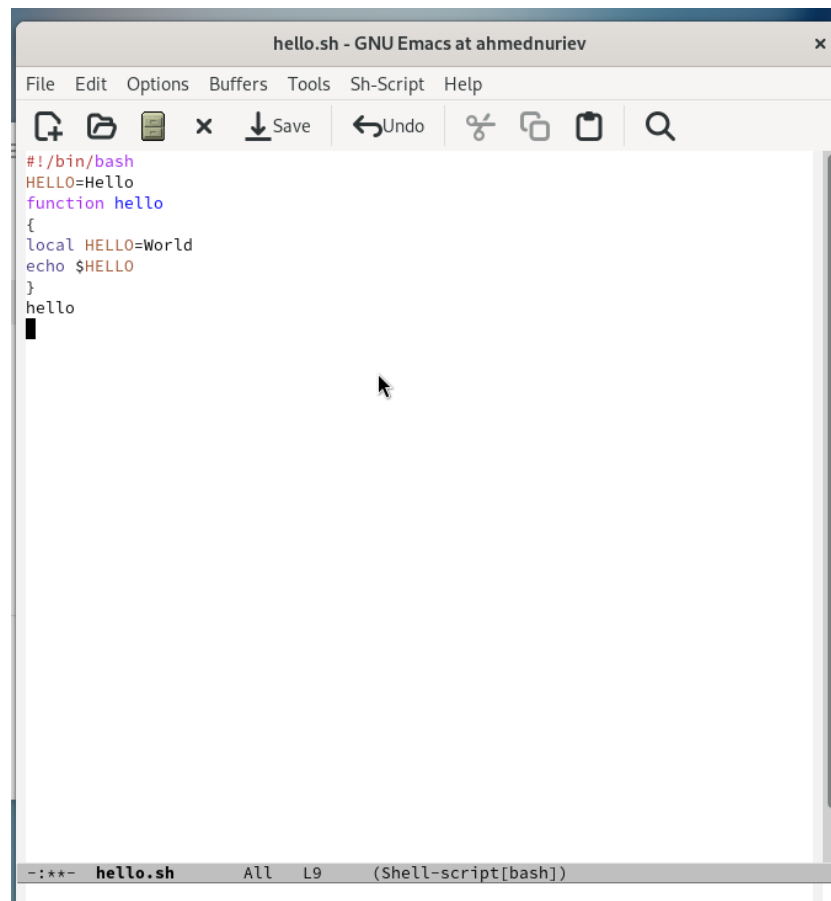 hello.sh - GNU Emacs at ahmednuriev ×
File Edit Options Buffers Tools Sh-Script Help
Save Undo
#!/bin/bash
HELLO=Hello
function hello
{
local HELLO=World
echo $HELLO
}
hello
-:**- hello.sh All L9 (Shell-script[bash])